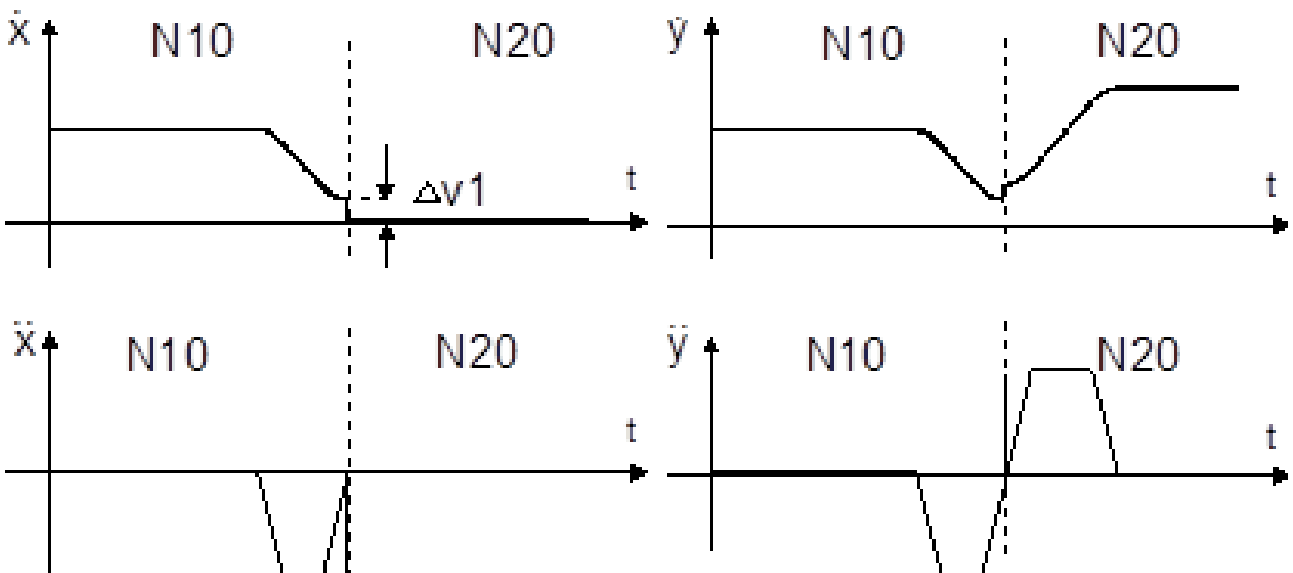 ẋ N10 N20
Δv1 t
ẏ N10 N20
t
ẍ N10 N20
t
ÿ N10 N20
t